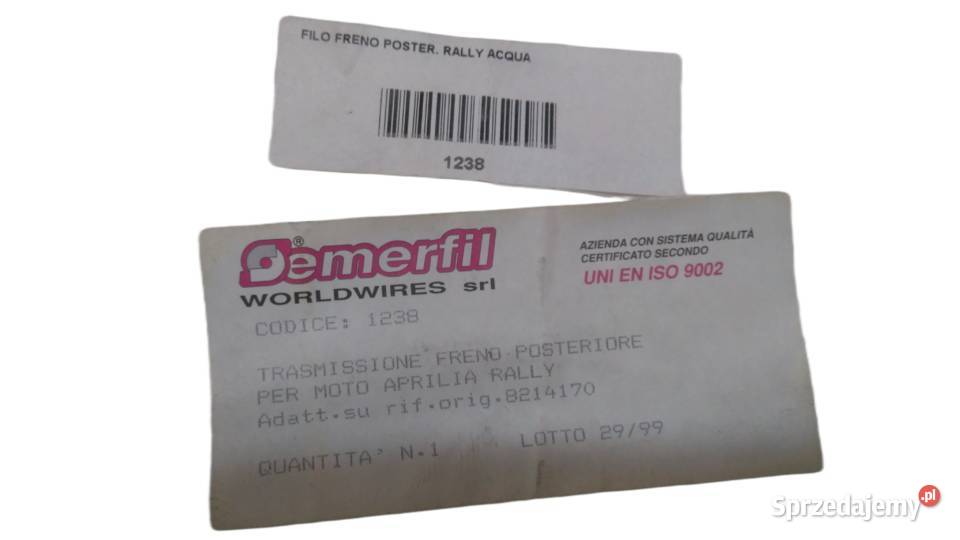 FILO FRENO POSTER. RALLY ACQUA
1238
emerfil®
WORLDWIRES srl
AZIENDA CON SISTEMA QUALITÁ
CERTIFICATO SECONDO
UNI EN ISO 9002
CODICE: 1238
TRASMISSIONE FRENO POSTERIORE
PER MOTO APRILIA RALLY
Adatt.su rif.orig.8214170
QUANTITA' N.1 LOTTO 29/99
Sprzedajemy.pl